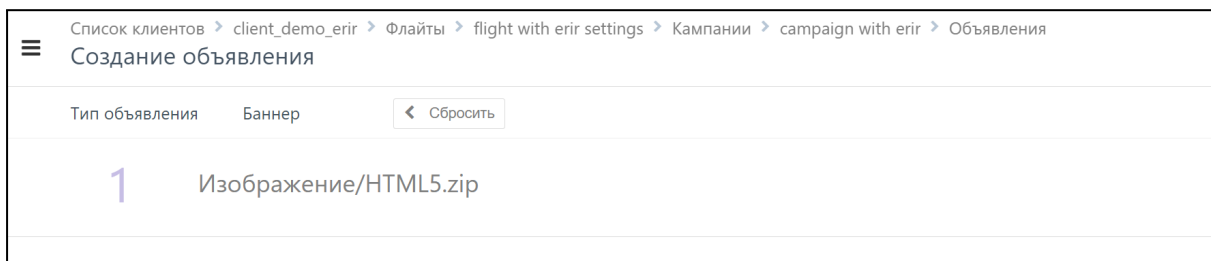 Список клиентов > client_demo_erir > Флайты > flight with erir settings > Кампании > campaign with erir > Объявления
Создание объявления
Тип объявления Баннер Сбросить
1 Изображение/HTML5.zip